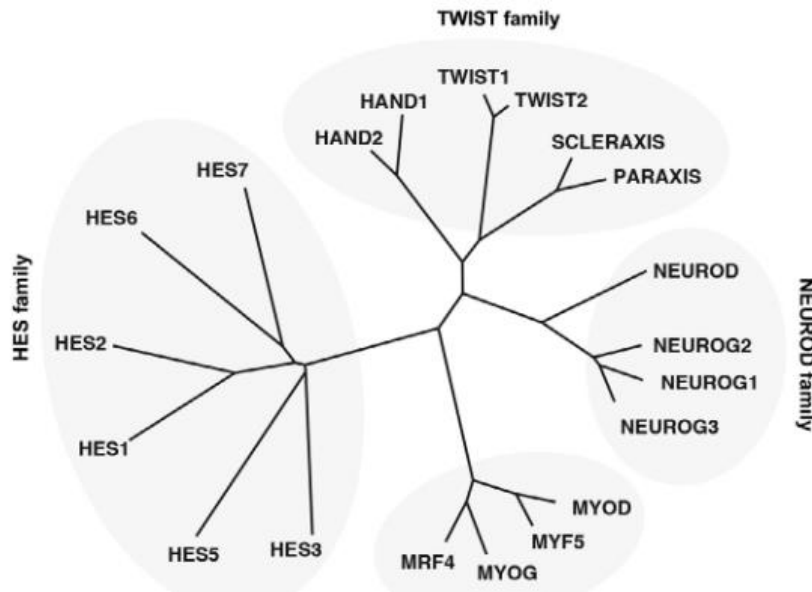 TWIST family
TWIST1
HAND1
TWIST2
HAND2
SCLERAXIS
HES7
PARAXIS
HES6
HES family
NEUROD
NEUROD family
HES2
NEUROG2
NEUROG1
NEUROG3
HES1
MYOD
HES5
HES3
MRF4
MYF5
MYOG